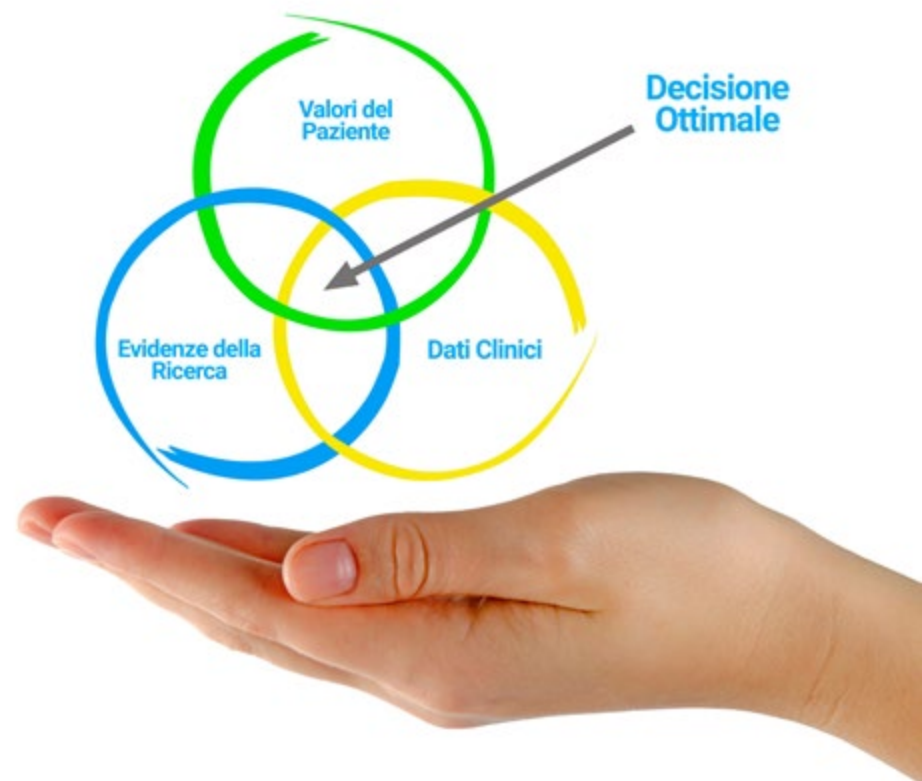 Valori del
Paziente
Decisione
Ottimale
Evidenze della
Ricerca
Dati Clinici